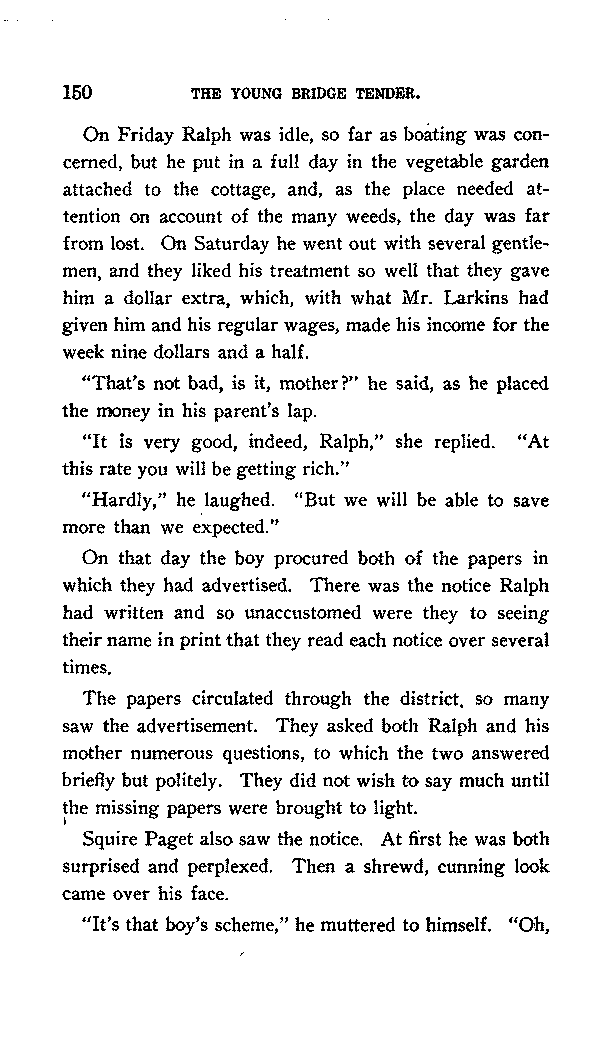 150 THE YOUNG BRIDGE TENDER.
On Friday Ralph was idle, so far as boating was con-
cerned, but he put in a full day in the vegetable garden
attached to the cottage, and, as the place needed at-
tention on account of the many weeds, the day was far
from lost. On Saturday he went out with several gentle-
men, and they liked his treatment so well that they gave
him a dollar extra, which, with what Mr. Larkins had
given him and his regular wages, made his income for the
week nine dollars and a half.
"That's not bad, is it, mother?" he said, as he placed
the money in his parent's lap.
"It is very good, indeed, Ralph," she replied. "At
this rate you will be getting rich."
"Hardly," he laughed. "But we will be able to save
more than we expected."
On that day the boy procured both of the papers in
which they had advertised. There was the notice Ralph
had written and so unaccustomed were they to seeing
their name in print that they read each notice over several
times.
The papers circulated through the district, so many
saw the advertisement. They asked both Ralph and his
mother numerous questions, to which the two answered
briefly but politely. They did not wish to say much until
the missing papers were brought to light.
Squire Paget also saw the notice. At first he was both
surprised and perplexed. Then a shrewd, cunning look
came over his face.
"It's that boy's scheme," he muttered to himself. "Oh,